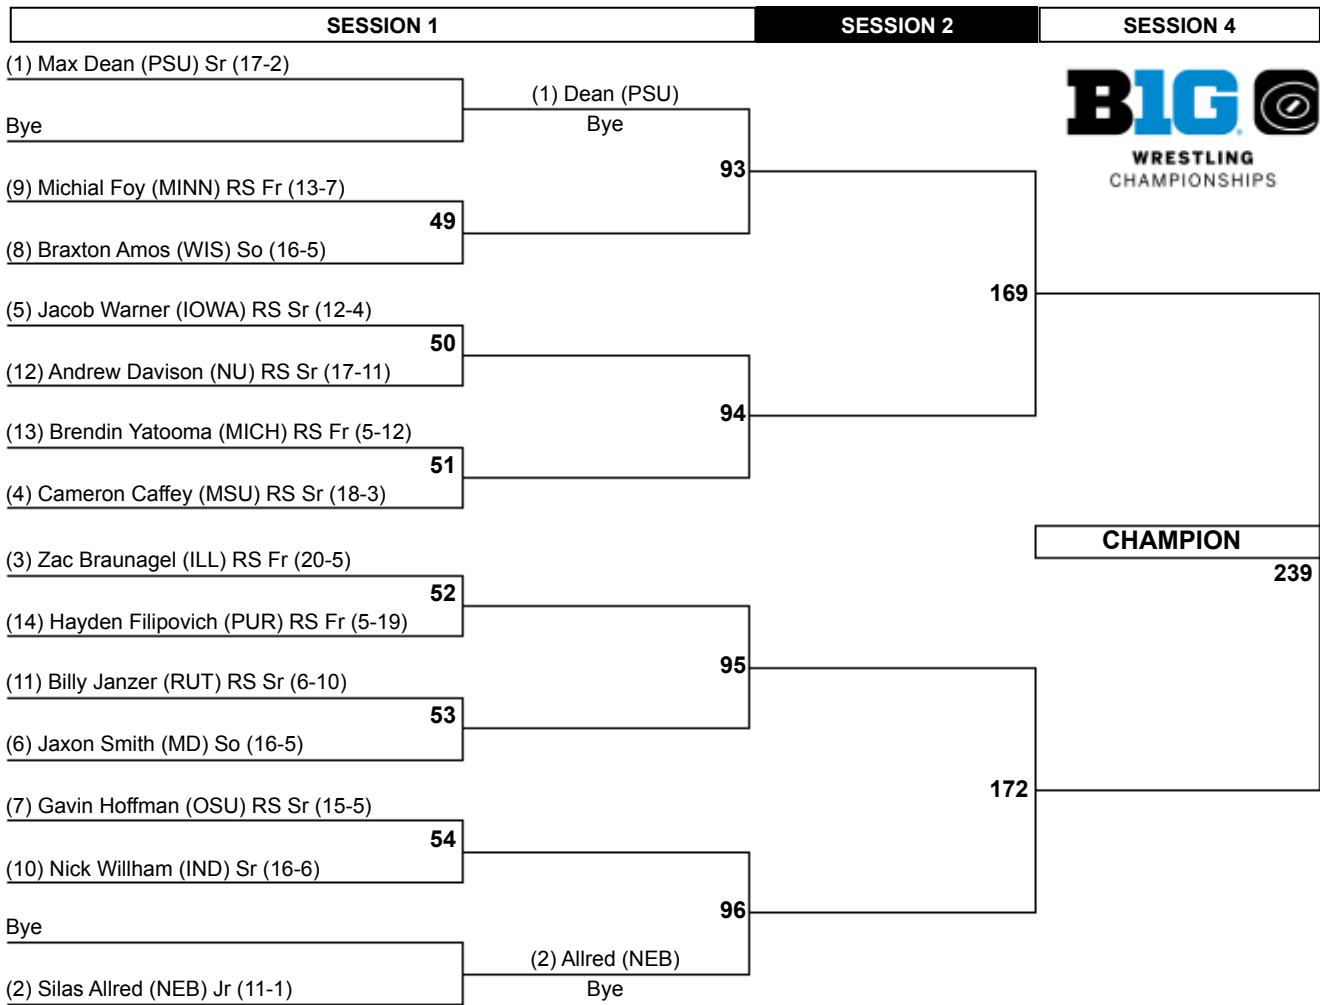 SESSION 1 SESSION 2 SESSION 4
(1) Max Dean (PSU) Sr (17-2)
(1) Dean (PSU)
Bye
Bye
B1G
WRESTLING
CHAMPIONSHIPS
93
(9) Michial Foy (MINN) RS Fr (13-7)
49
(8) Braxton Amos (WIS) So (16-5)
169
(5) Jacob Warner (IOWA) RS Sr (12-4)
50
(12) Andrew Davison (NU) RS Sr (17-11)
94
(13) Brendin Yatooma (MICH) RS Fr (5-12)
51
(4) Cameron Caffey (MSU) RS Sr (18-3)
CHAMPION
239
(3) Zac Braunagel (ILL) RS Fr (20-5)
52
(14) Hayden Filipovich (PUR) RS Fr (5-19)
95
(11) Billy Janzer (RUT) RS Sr (6-10)
53
(6) Jaxon Smith (MD) So (16-5)
172
(7) Gavin Hoffman (OSU) RS Sr (15-5)
54
(10) Nick Willham (IND) Sr (16-6)
96
Bye
(2) Allred (NEB)
Bye
(2) Silas Allred (NEB) Jr (11-1)